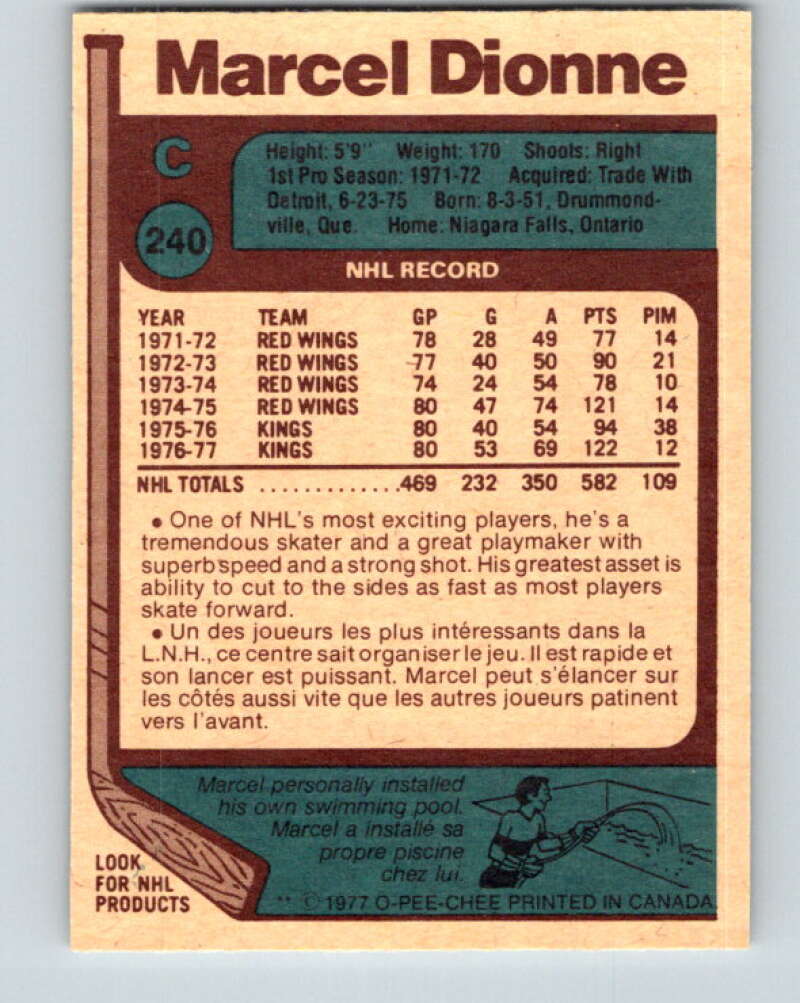 Marcel Dionne
C
240
Height: 5'9" Weight: 170 Shoots: Right
1st Pro Season: 1971-72 Acquired: Trade With
Detroit, 6-23-75 Born: 8-3-51, Drummond-
ville, Que. Home: Niagara Falls, Ontario
NHL RECORD
YEAR TEAM GP G A PTS PIM
1971-72 RED WINGS 78 28 49 77 14
1972-73 RED WINGS 77 40 50 90 21
1973-74 RED WINGS 74 24 54 78 10
1974-75 RED WINGS 80 47 74 121 14
1975-76 KINGS 80 40 54 94 38
1976-77 KINGS 80 53 69 122 12
NHL TOTALS .............469 232 350 582 109
• One of NHL's most exciting players, he's a
tremendous skater and a great playmaker with
superb speed and a strong shot. His greatest asset is
ability to cut to the sides as fast as most players
skate forward.
• Un des joueurs les plus intéressants dans la
L.N.H., ce centre sait organiser le jeu. Il est rapide et
son lancer est puissant. Marcel peut s'élancer sur
les côtés aussi vite que les autres joueurs patinent
vers l'avant.
Marcel personally installed
his own swimming pool.
Marcel a installé sa
propre piscine
chez lui.
LOOK
FOR NHL
PRODUCTS
** © 1977 O-PEE-CHEE PRINTED IN CANADA